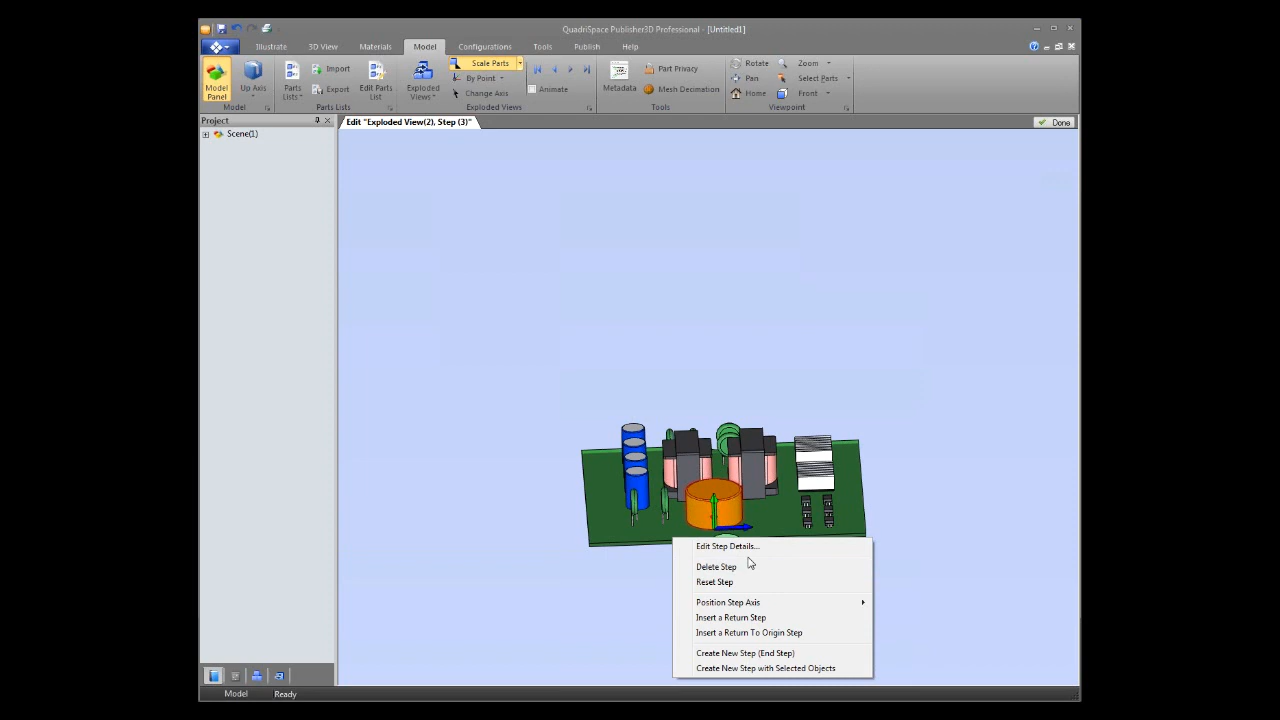 QuadriSpace Publisher3D Professional - [Untitled1]
Illustrate 3D View Materials Model Configurations Tools Publish Help
Model Panel
Up Axis
Model
Parts Lists
Import
Export
Edit Parts List
Parts Lists
Exploded Views
Scale Parts
By Point
Change Axis
Animate
Exploded Views
Metadata
Part Privacy
Mesh Decimation
Tools
Rotate
Pan
Home
Zoom
Select Parts
Front
Viewpoint
Project
Scene(1)
Edit "Exploded View(2), Step (3)"
Done
Edit Step Details...
Delete Step
Reset Step
Position Step Axis
Insert a Return Step
Insert a Return To Origin Step
Create New Step (End Step)
Create New Step with Selected Objects
Model Ready